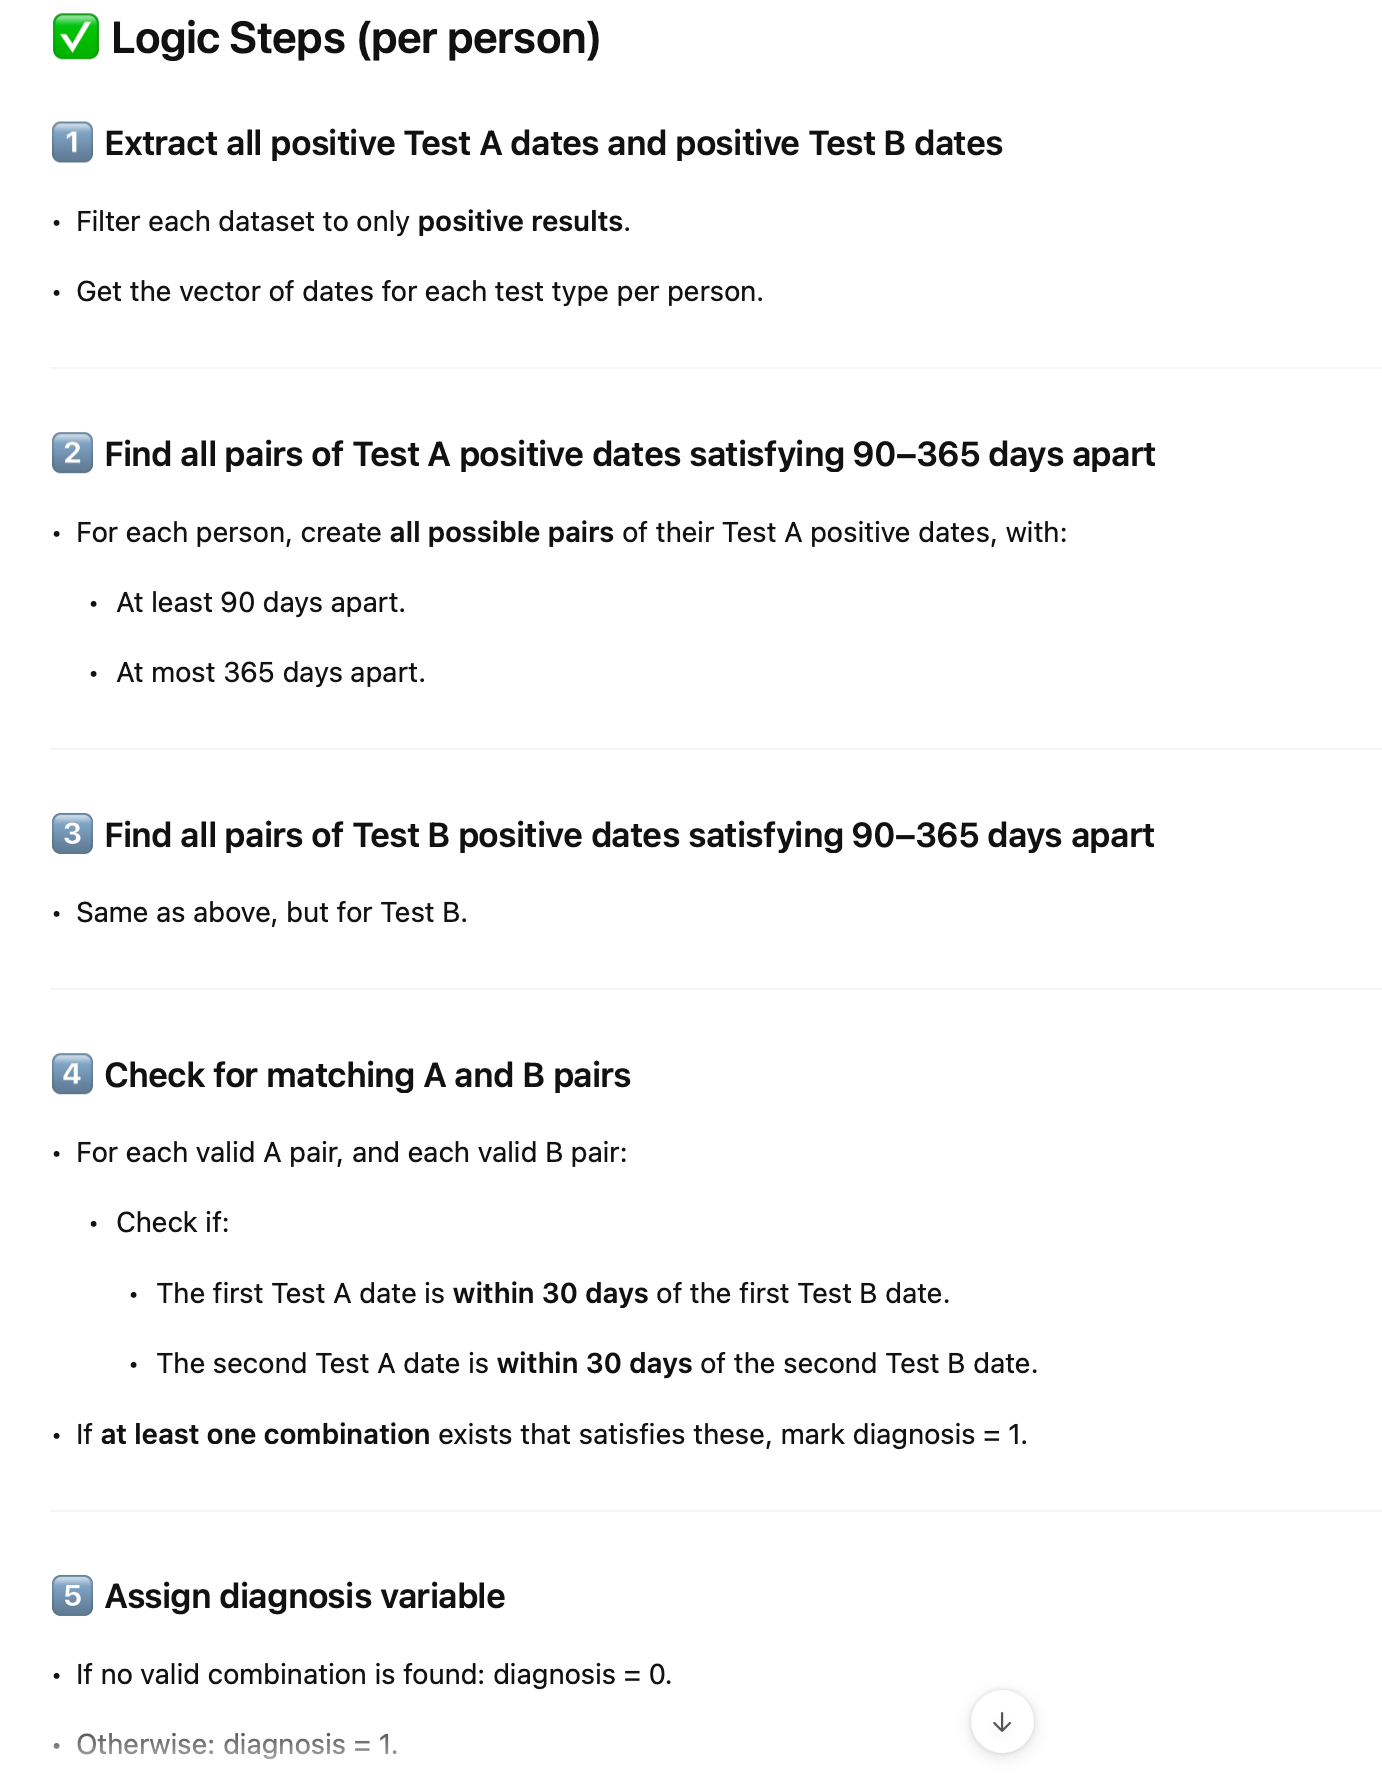 ✅ Logic Steps (per person)
1️⃣ Extract all positive Test A dates and positive Test B dates
• Filter each dataset to only positive results.
• Get the vector of dates for each test type per person.
2️⃣ Find all pairs of Test A positive dates satisfying 90–365 days apart
• For each person, create all possible pairs of their Test A positive dates, with:
• At least 90 days apart.
• At most 365 days apart.
3️⃣ Find all pairs of Test B positive dates satisfying 90–365 days apart
• Same as above, but for Test B.
4️⃣ Check for matching A and B pairs
• For each valid A pair, and each valid B pair:
• Check if:
• The first Test A date is within 30 days of the first Test B date.
• The second Test A date is within 30 days of the second Test B date.
• If at least one combination exists that satisfies these, mark diagnosis = 1.
5️⃣ Assign diagnosis variable
• If no valid combination is found: diagnosis = 0.
• Otherwise: diagnosis = 1.